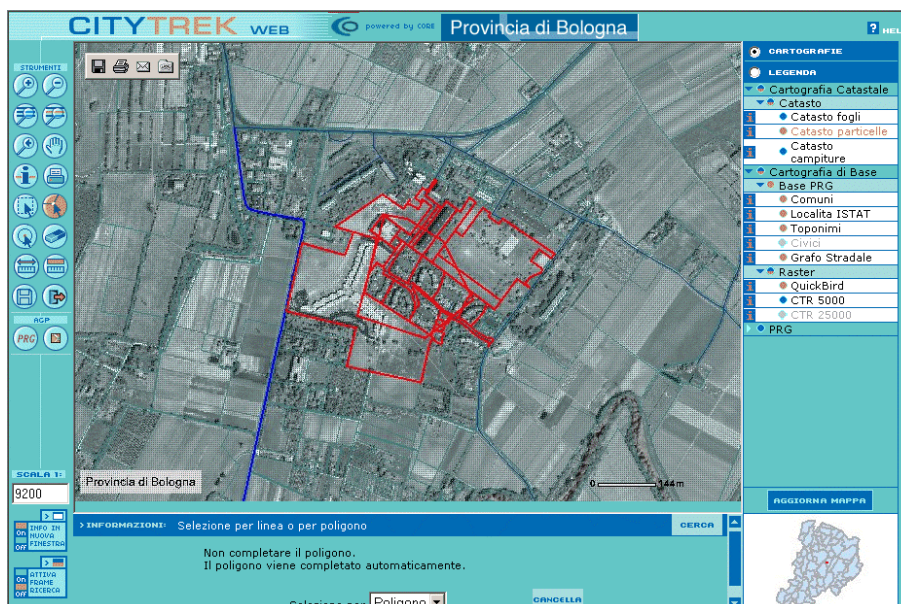 CITYTREK WEB
powered by CORE
Provincia di Bologna
? HEL
STRUMENTI
AGP
PRG
SCALA 1:
9200
INFO IN
NUOVA
FINESTRA
On
Off
ATTIVA
FRAME
RICERCA
On
Off
Provincia di Bologna
0 144 m
CARTOGRAFIE
LEGENDA
Cartografia Catastale
Catasto
Catasto fogli
Catasto particelle
Catasto
campiture
Cartografia di Base
Base PRG
Comuni
Localita ISTAT
Toponimi
Civici
Grafo Stradale
Raster
QuickBird
CTR 5000
CTR 25000
PRG
AGGIORNA MAPPA
> INFORMAZIONI: Selezione per linea o per poligono
CERCA
Non completare il poligono.
Il poligono viene completato automaticamente.
Selezione per Poligono
CANCELLA